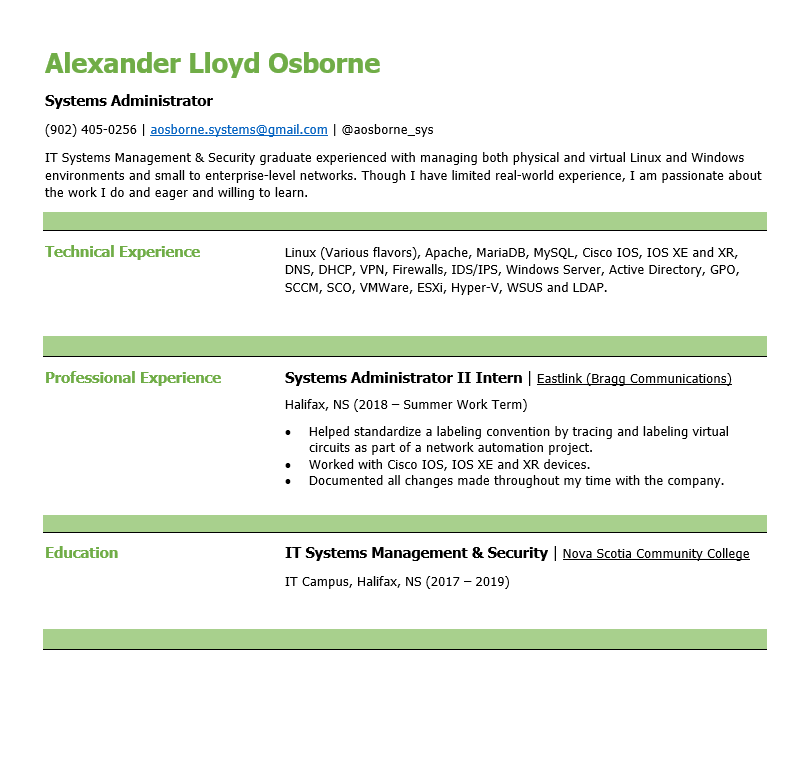 Alexander Lloyd Osborne
Systems Administrator
(902) 405-0256 | aosborne.systems@gmail.com | @aosborne_sys
IT Systems Management & Security graduate experienced with managing both physical and virtual Linux and Windows
environments and small to enterprise-level networks. Though I have limited real-world experience, I am passionate about
the work I do and eager and willing to learn.
Technical Experience
Linux (Various flavors), Apache, MariaDB, MySQL, Cisco IOS, IOS XE and XR,
DNS, DHCP, VPN, Firewalls, IDS/IPS, Windows Server, Active Directory, GPO,
SCCM, SCO, VMWare, ESXi, Hyper-V, WSUS and LDAP.
Professional Experience
Systems Administrator II Intern | Eastlink (Bragg Communications)
Halifax, NS (2018 – Summer Work Term)
• Helped standardize a labeling convention by tracing and labeling virtual
circuits as part of a network automation project.
• Worked with Cisco IOS, IOS XE and XR devices.
• Documented all changes made throughout my time with the company.
Education
IT Systems Management & Security | Nova Scotia Community College
IT Campus, Halifax, NS (2017 – 2019)